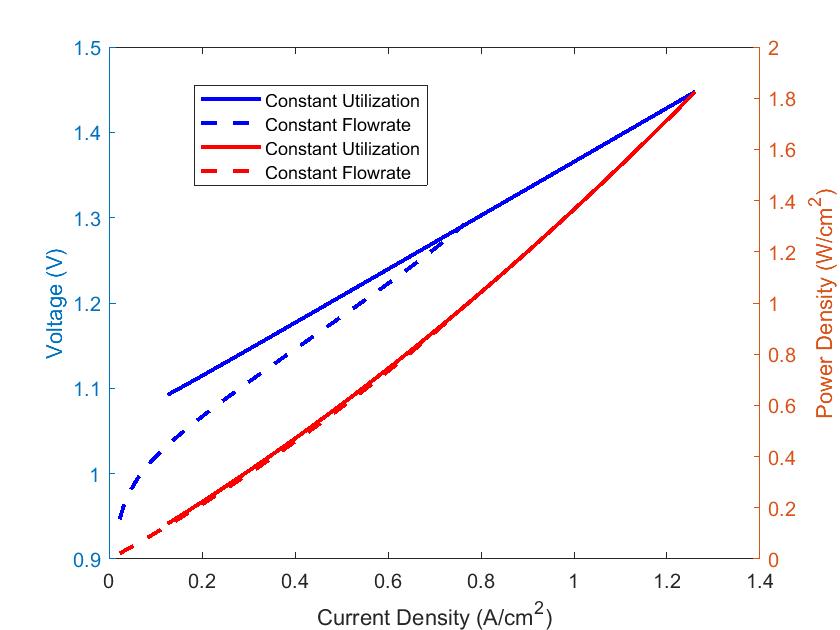 1.5
1.4
1.3
1.2
1.1
1
0.9
Voltage (V)
Constant Utilization
Constant Flowrate
Constant Utilization
Constant Flowrate
2
1.8
1.6
1.4
1.2
1
0.8
0.6
0.4
0.2
0
Power Density (W/cm²)
0 0.2 0.4 0.6 0.8 1 1.2 1.4
Current Density (A/cm²)